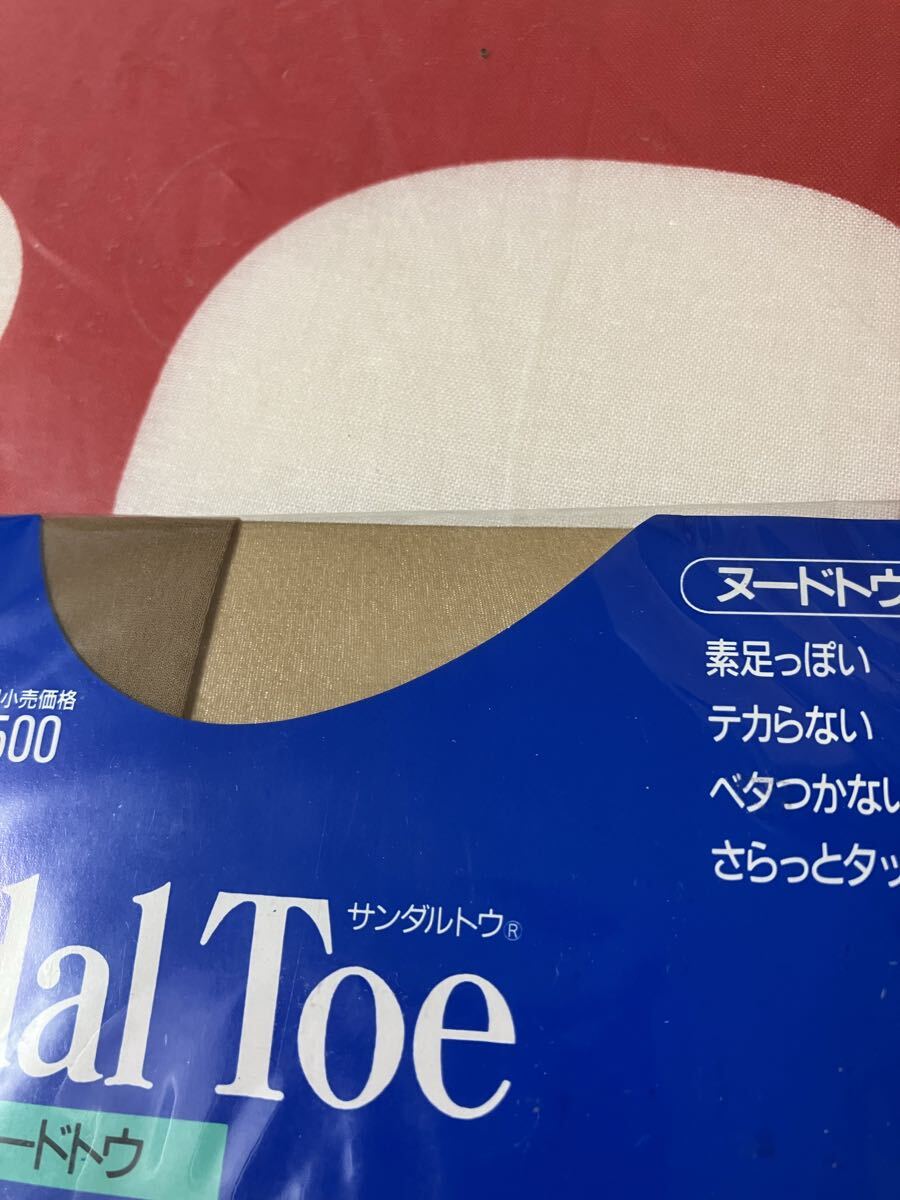 ヌードトウ
素足っぽい
テカらない
ベタつかない
さらっとタッ
小売価格
500
サンダルトウ®
dal Toe
ードトウ